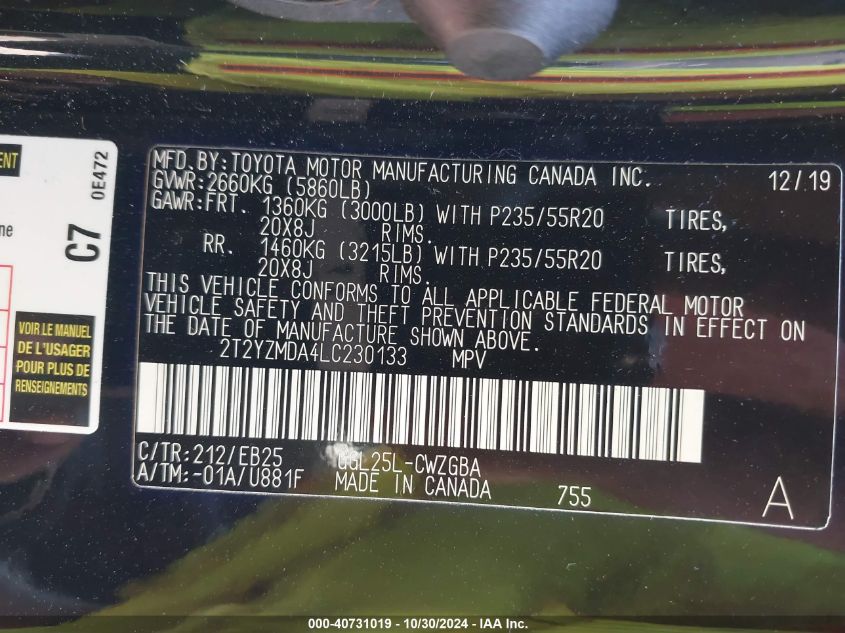 ENT
ne
C7
0E472
VOIR LE MANUEL
DE L'USAGER
POUR PLUS DE
RENSEIGNEMENTS
MFD.BY:TOYOTA MOTOR MANUFACTURING CANADA INC. 12/19
GVWR:2660KG (5860LB)
GAWR:FRT. 1360KG (3000LB) WITH P235/55R20 TIRES,
20X8J RIMS.
RR. 1460KG (3215LB) WITH P235/55R20 TIRES,
20X8J RIMS.
THIS VEHICLE CONFORMS TO ALL APPLICABLE FEDERAL MOTOR
VEHICLE SAFETY AND THEFT PREVENTION STANDARDS IN EFFECT ON
THE DATE OF MANUFACTURE SHOWN ABOVE.
2T2YZMDA4LC230133 MPV
C/TR:212/EB25 GGL25L-CWZGBA
A/TM:-01A/U881F MADE IN CANADA 755 A
000-40731019 - 10/30/2024 - IAA Inc.